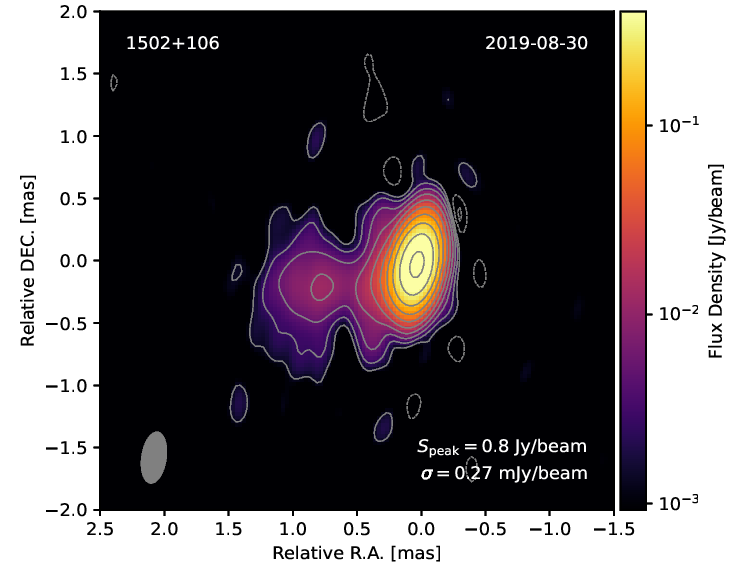 1502+106 2019-08-30
2.0
1.5
1.0
0.5
0.0
−0.5
−1.0
−1.5
−2.0
Relative DEC. [mas]
S_peak = 0.8 Jy/beam
σ = 0.27 mJy/beam
2.5 2.0 1.5 1.0 0.5 0.0 −0.5 −1.0 −1.5
Relative R.A. [mas]
10⁻¹
10⁻²
10⁻³
Flux Density [Jy/beam]